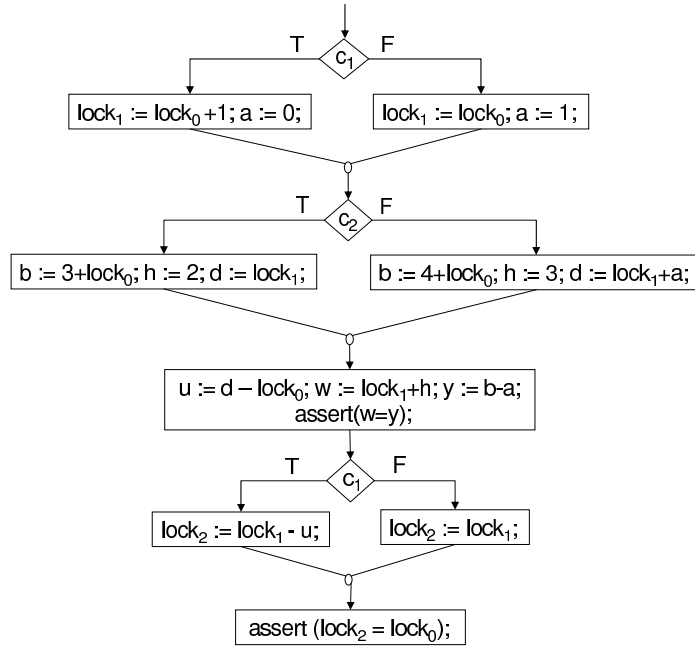 c₁
T
F
lock₁ := lock₀ +1; a := 0;
lock₁ := lock₀; a := 1;
c₂
T
F
b := 3+lock₀; h := 2; d := lock₁;
b := 4+lock₀; h := 3; d := lock₁+a;
u := d – lock₀; w := lock₁+h; y := b-a;
assert(w=y);
c₁
T
F
lock₂ := lock₁ - u;
lock₂ := lock₁;
assert (lock₂ = lock₀);